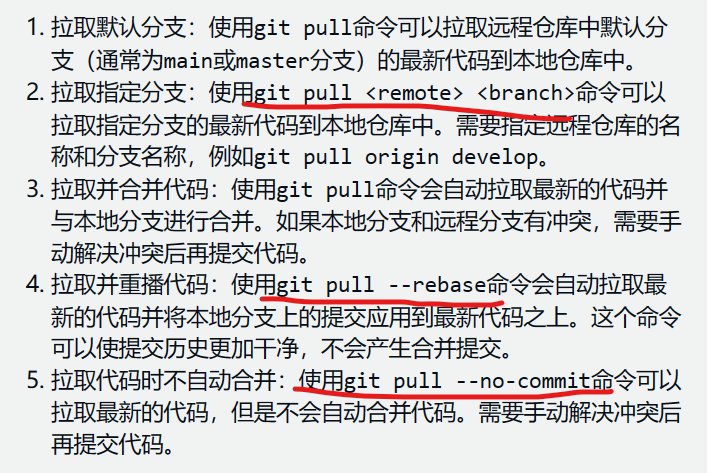 1. 拉取默认分支：使用git pull命令可以拉取远程仓库中默认分
支（通常为main或master分支）的最新代码到本地仓库中。
2. 拉取指定分支：使用git pull <remote> <branch>命令可以
拉取指定分支的最新代码到本地仓库中。需要指定远程仓库的名
称和分支名称，例如git pull origin develop。
3. 拉取并合并代码：使用git pull命令会自动拉取最新的代码并
与本地分支进行合并。如果本地分支和远程分支有冲突，需要手
动解决冲突后再提交代码。
4. 拉取并重播代码：使用git pull --rebase命令会自动拉取最
新的代码并将本地分支上的提交应用到最新代码之上。这个命令
可以使提交历史更加干净，不会产生合并提交。
5. 拉取代码时不自动合并：使用git pull --no-commit命令可以
拉取最新的代码，但是不会自动合并代码。需要手动解决冲突后
再提交代码。